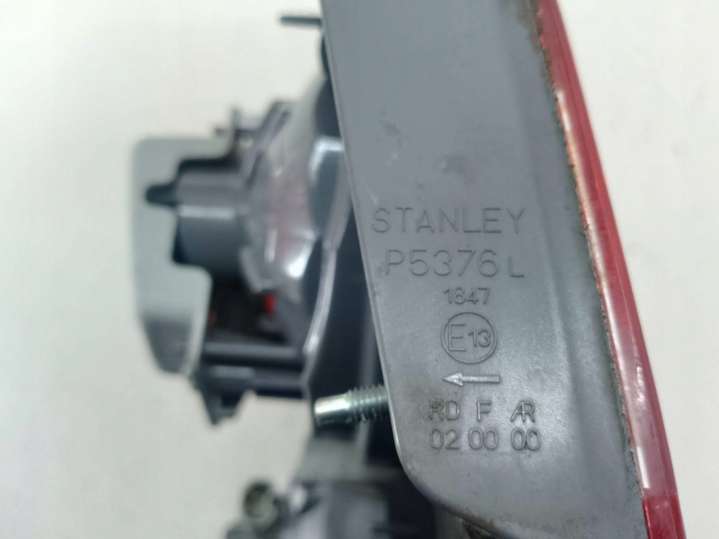 STANLEY
P5376 L
1847
E13
←
RD F AR
02 00 00